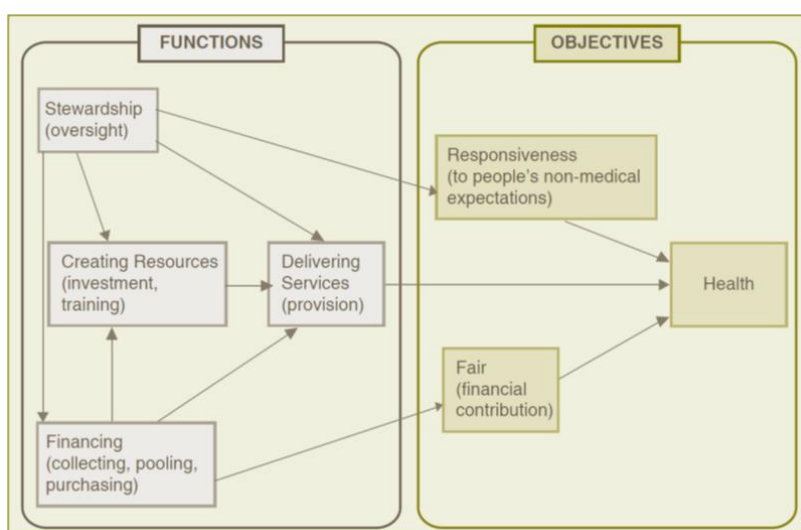 FUNCTIONS
OBJECTIVES
Stewardship
(oversight)
Responsiveness
(to people's non-medical
expectations)
Creating Resources
(investment,
training)
Delivering
Services
(provision)
Health
Fair
(financial
contribution)
Financing
(collecting, pooling,
purchasing)